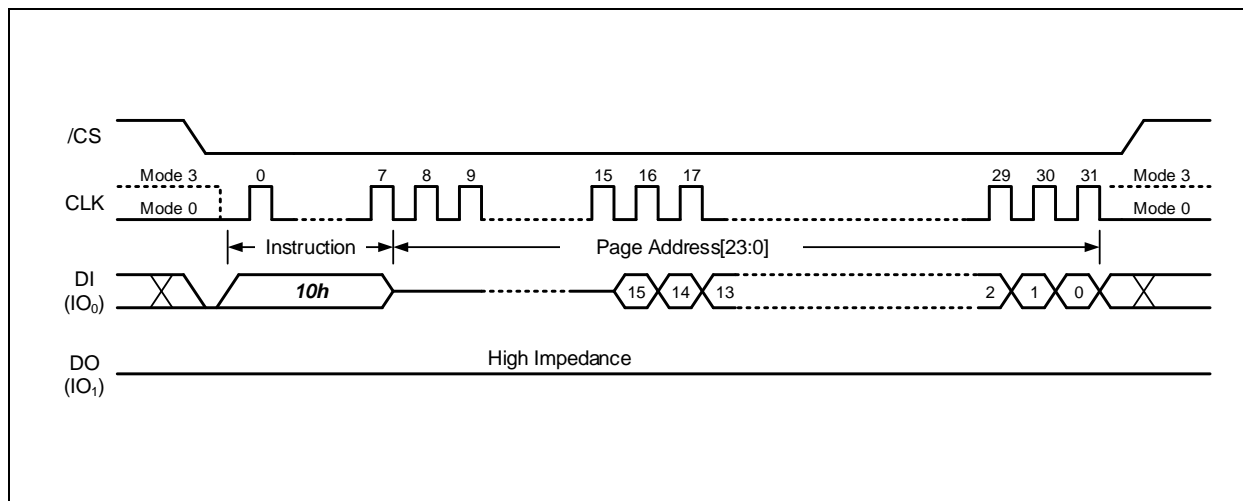 /CS
Mode 3 0 7 8 9 15 16 17 29 30 31 Mode 3
CLK
Mode 0 Mode 0
Instruction Page Address[23:0]
DI
(IO0) 10h 15 14 13 2 1 0
High Impedance
DO
(IO1)